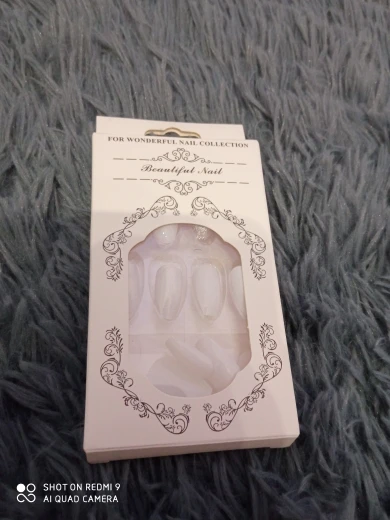 FOR WONDERFUL NAIL COLLECTION
Beautiful Nail
SHOT ON REDMI 9
AI QUAD CAMERA